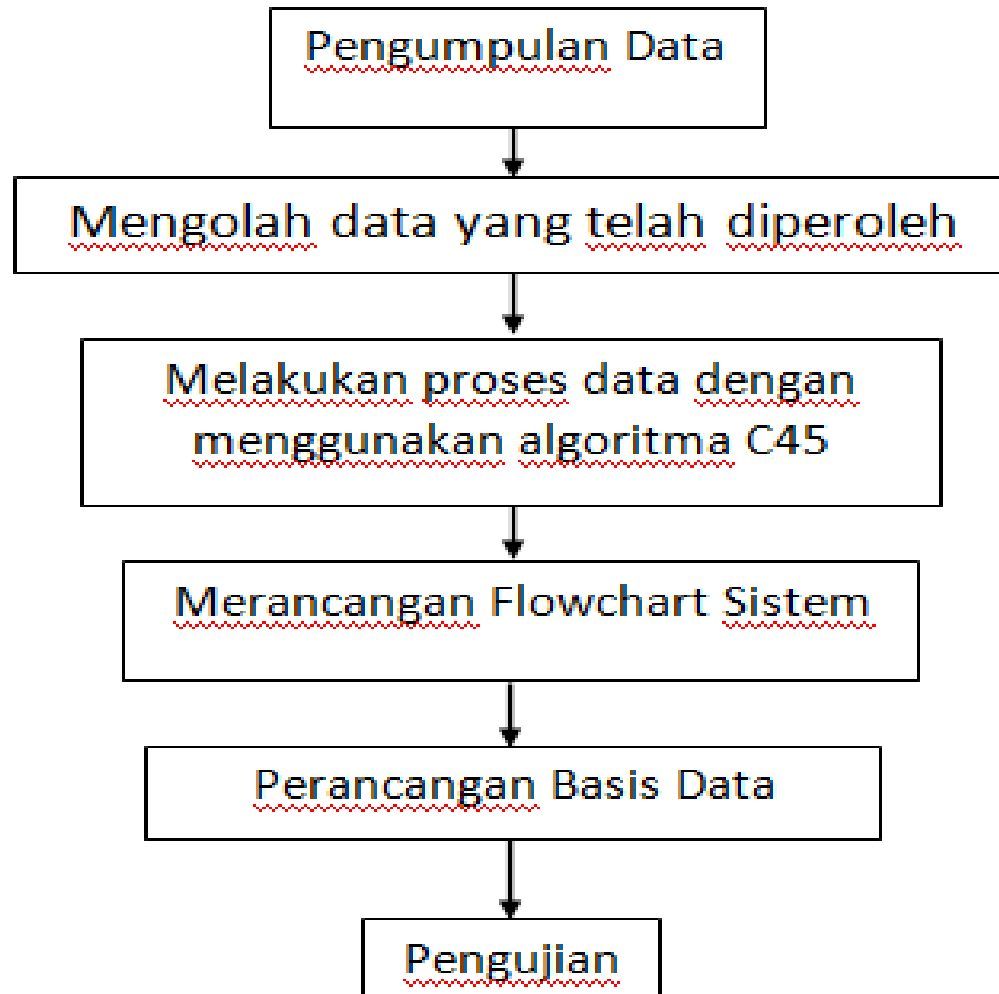 Pengumpulan Data
Mengolah data yang telah diperoleh
Melakukan proses data dengan
menggunakan algoritma C45
Merancangan Flowchart Sistem
Perancangan Basis Data
Pengujian